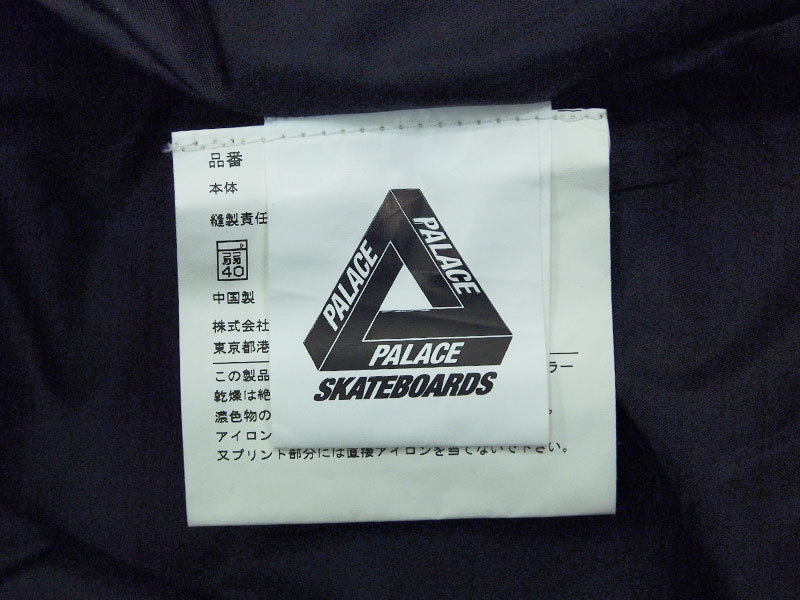 品番
本体
縫製責任
弱
40
中国製
株式会社
東京都港
この製品
ラー
乾燥は絶
濃色物の
アイロン
又プリント部分には直接アイロンを当てないで下さい。
PALACE
PALACE
PALACE
SKATEBOARDS